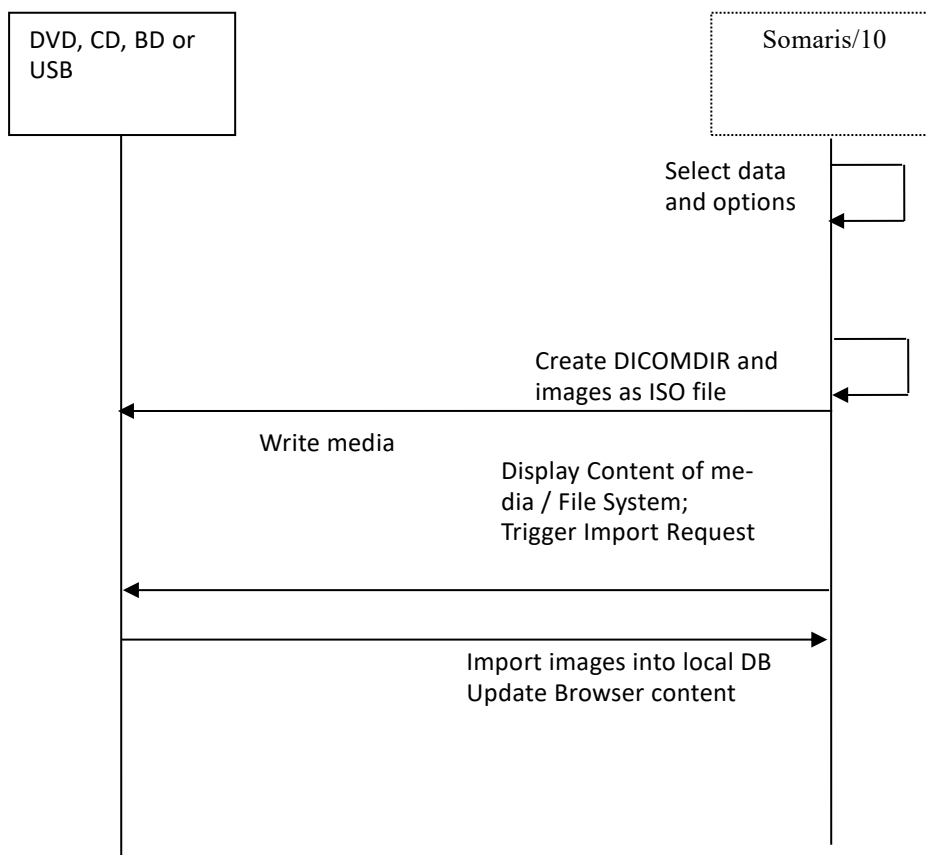 DVD, CD, BD or
USB
Somaris/10
Select data
and options
Create DICOMDIR and
images as ISO file
Write media
Display Content of me-
dia / File System;
Trigger Import Request
Import images into local DB
Update Browser content